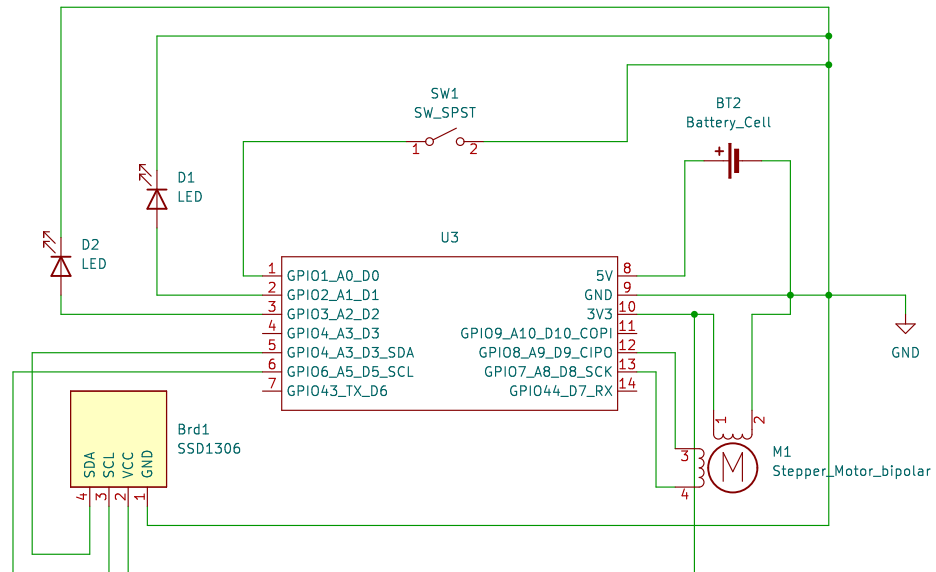 SW1
SW_SPST
1
2
BT2
Battery_Cell
+
D1
LED
D2
LED
U3
1 GPIO1_A0_D0
2 GPIO2_A1_D1
3 GPIO3_A2_D2
4 GPIO4_A3_D3
5 GPIO4_A3_D3_SDA
6 GPIO6_A5_D5_SCL
7 GPIO43_TX_D6
5V 8
GND 9
3V3 10
GPIO9_A10_D10_COPI 11
GPIO8_A9_D9_CIPO 12
GPIO7_A8_D8_SCK 13
GPIO44_D7_RX 14
GND
Brd1
SSD1306
SDA
SCL
VCC
GND
4
3
2
1
1
2
3
4
M
M1
Stepper_Motor_bipolar